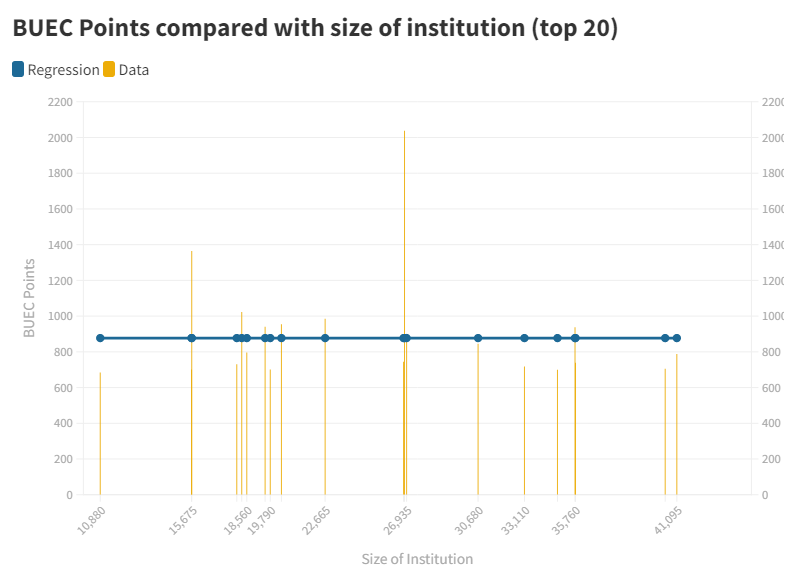 BUEC Points compared with size of institution (top 20)
Regression Data
2200 2200
2000 2000
1800 1800
1600 1600
1400 1400
1200 1200
1000 1000
800 800
600 600
400 400
200 200
0 0
BUEC Points
10,880 15,675 18,560 19,790 22,665 26,935 30,680 33,110 35,760 41,095
Size of Institution